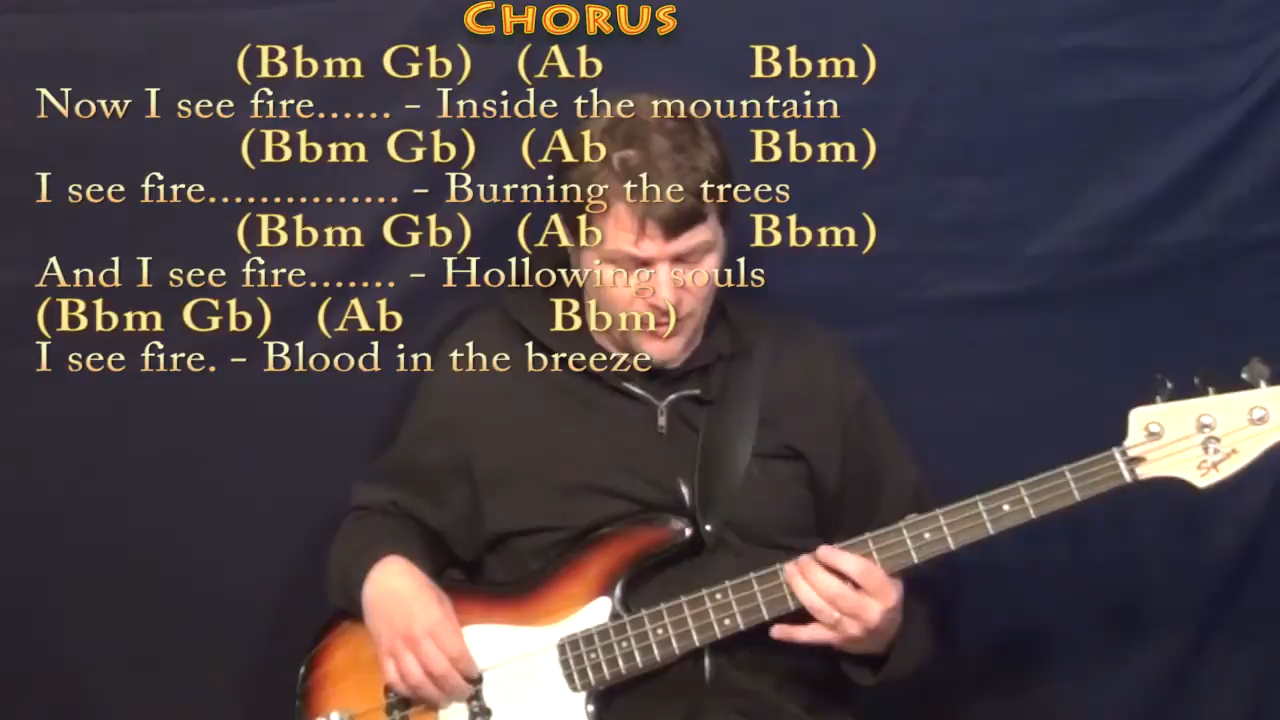 CHORUS
(Bbm Gb) (Ab Bbm)
Now I see fire...... - Inside the mountain
(Bbm Gb) (Ab Bbm)
I see fire............... - Burning the trees
(Bbm Gb) (Ab Bbm)
And I see fire....... - Hollowing souls
(Bbm Gb) (Ab Bbm)
I see fire. - Blood in the breeze